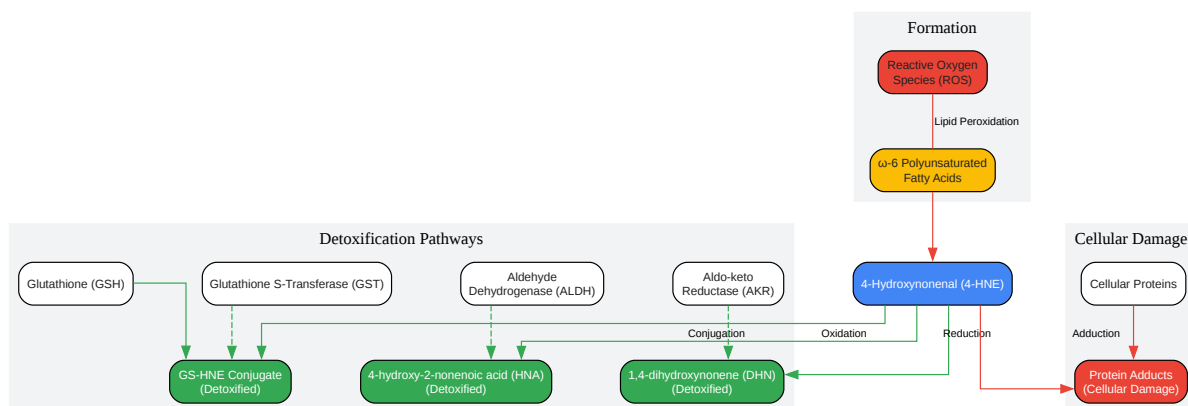 Formation
Reactive Oxygen
Species (ROS)
Lipid Peroxidation
ω-6 Polyunsaturated
Fatty Acids
Detoxification Pathways
Cellular Damage
Glutathione (GSH)
Glutathione S-Transferase (GST)
Aldehyde
Dehydrogenase (ALDH)
Aldo-keto
Reductase (AKR)
4-Hydroxynonenal (4-HNE)
Cellular Proteins
Conjugation
Oxidation
Reduction
Adduction
GS-HNE Conjugate
(Detoxified)
4-hydroxy-2-nonenoic acid (HNA)
(Detoxified)
1,4-dihydroxynonene (DHN)
(Detoxified)
Protein Adducts
(Cellular Damage)